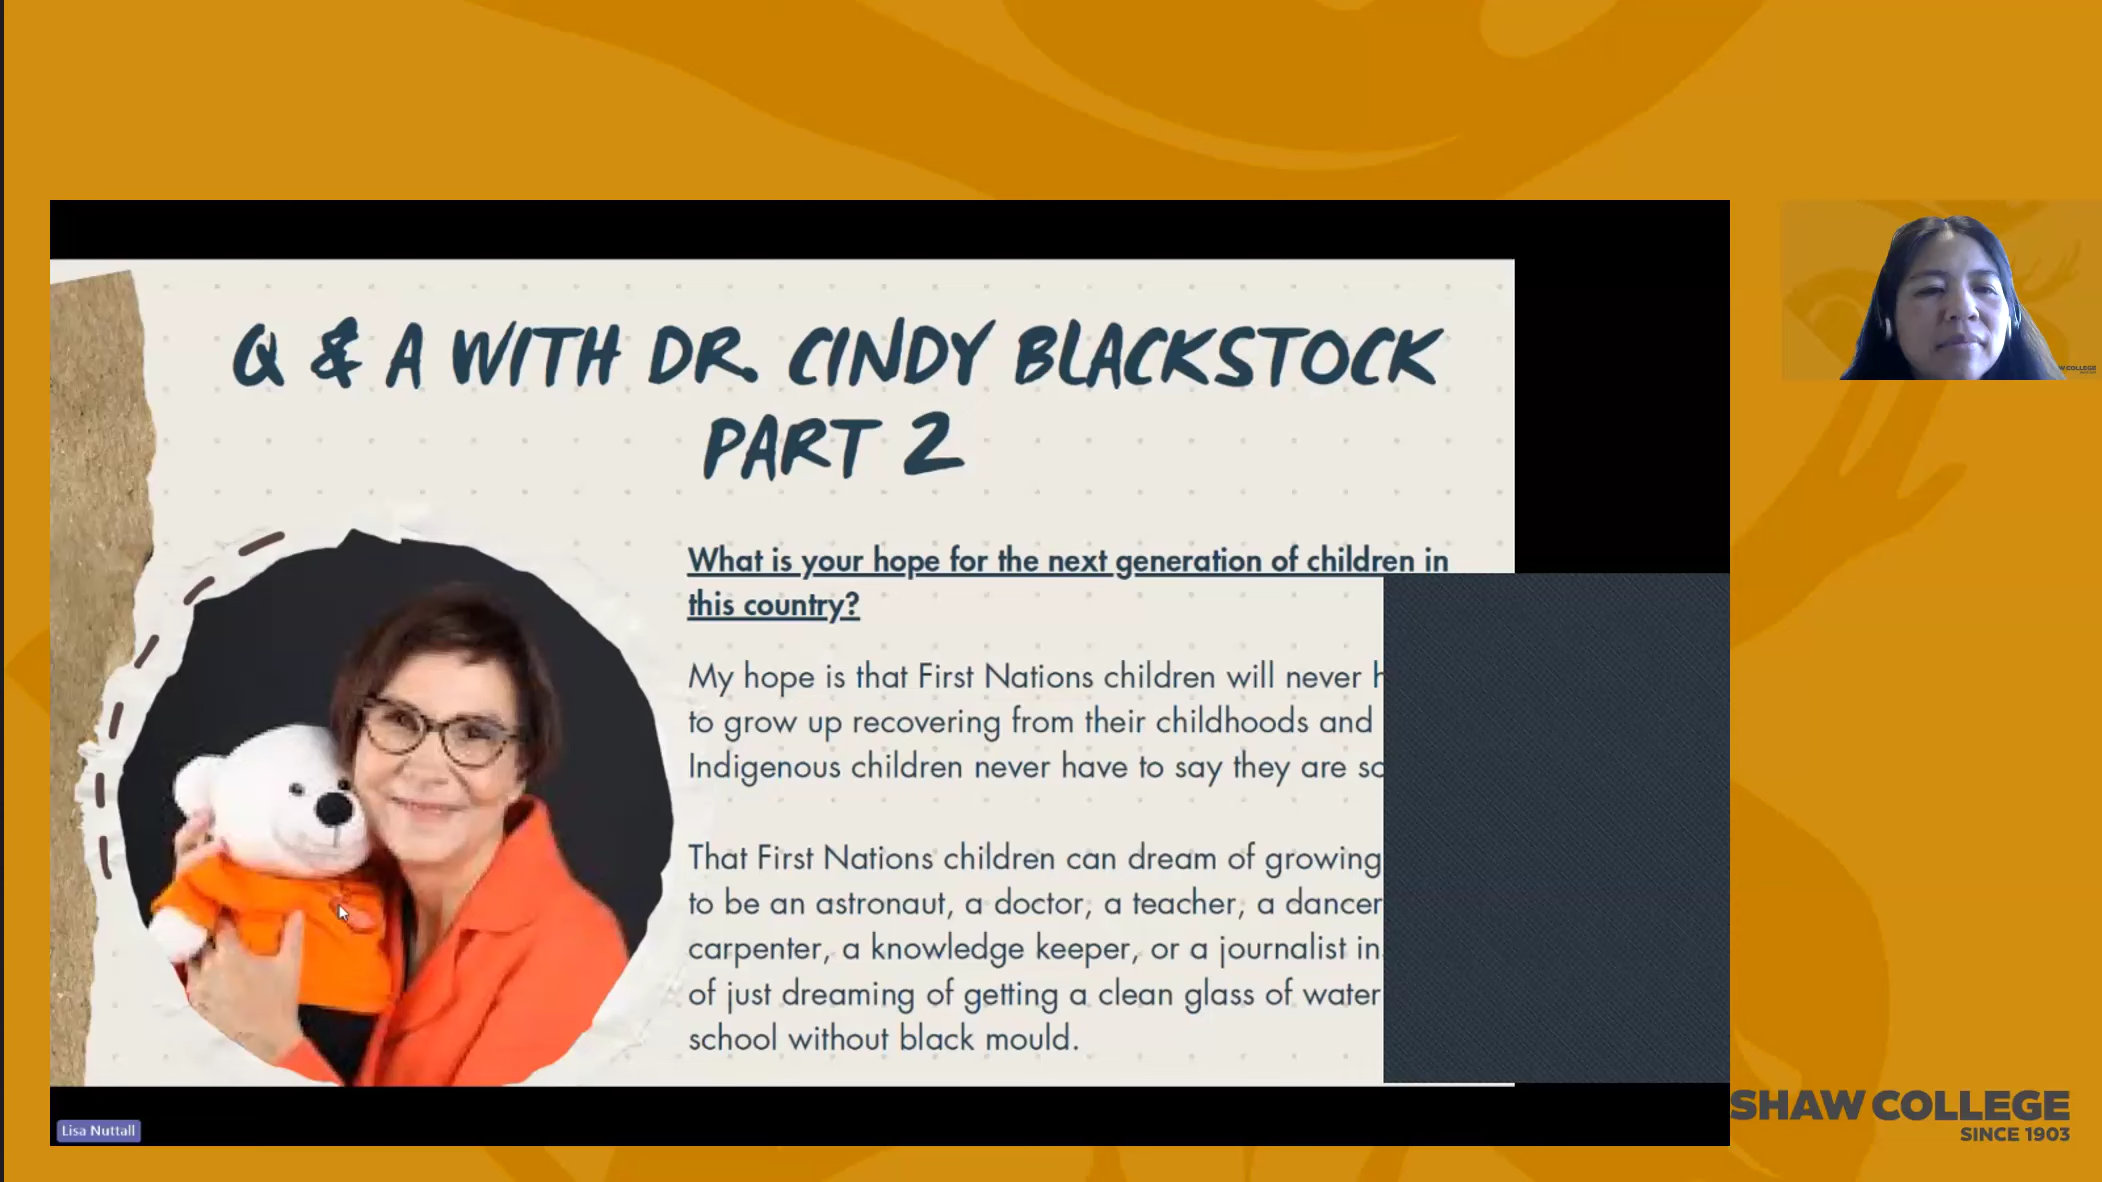 Q & A WITH DR. CINDY BLACKSTOCK
PART 2
What is your hope for the next generation of children in
this country?
My hope is that First Nations children will never
to grow up recovering from their childhoods and
Indigenous children never have to say they are
That First Nations children can dream of growing
to be an astronaut, a doctor, a teacher, a dancer
carpenter, a knowledge keeper, or a journalist
of just dreaming of getting a clean glass of water
school without black mould.
Lisa Nuttall
W COLLEGE
SHAW COLLEGE
SINCE 1903